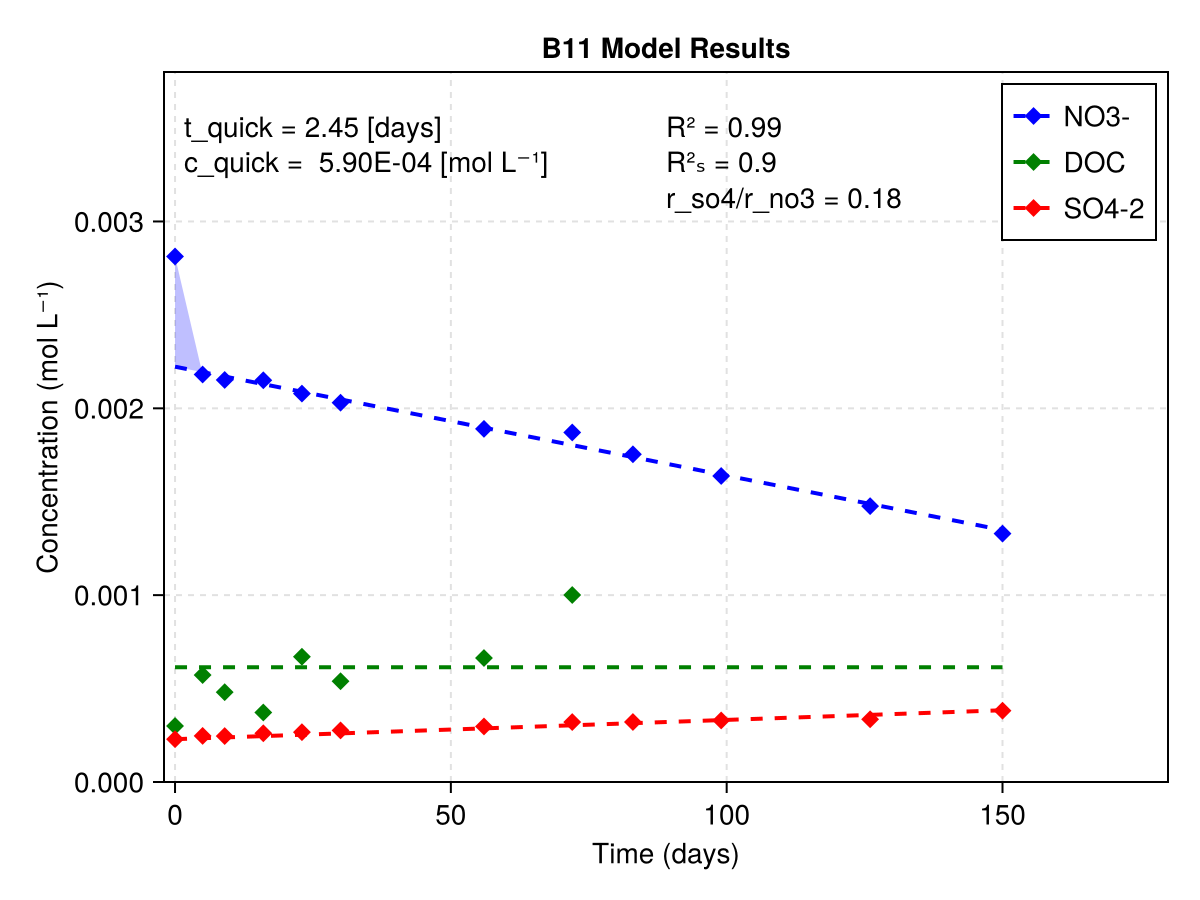 B11 Model Results
t_quick = 2.45 [days]
c_quick =  5.90E-04 [mol L⁻¹]
R² = 0.99
R²ₛ = 0.9
r_so4/r_no3 = 0.18
NO3-
DOC
SO4-2
Concentration (mol L⁻¹)
0.003
0.002
0.001
0.000
0
50
100
150
Time (days)